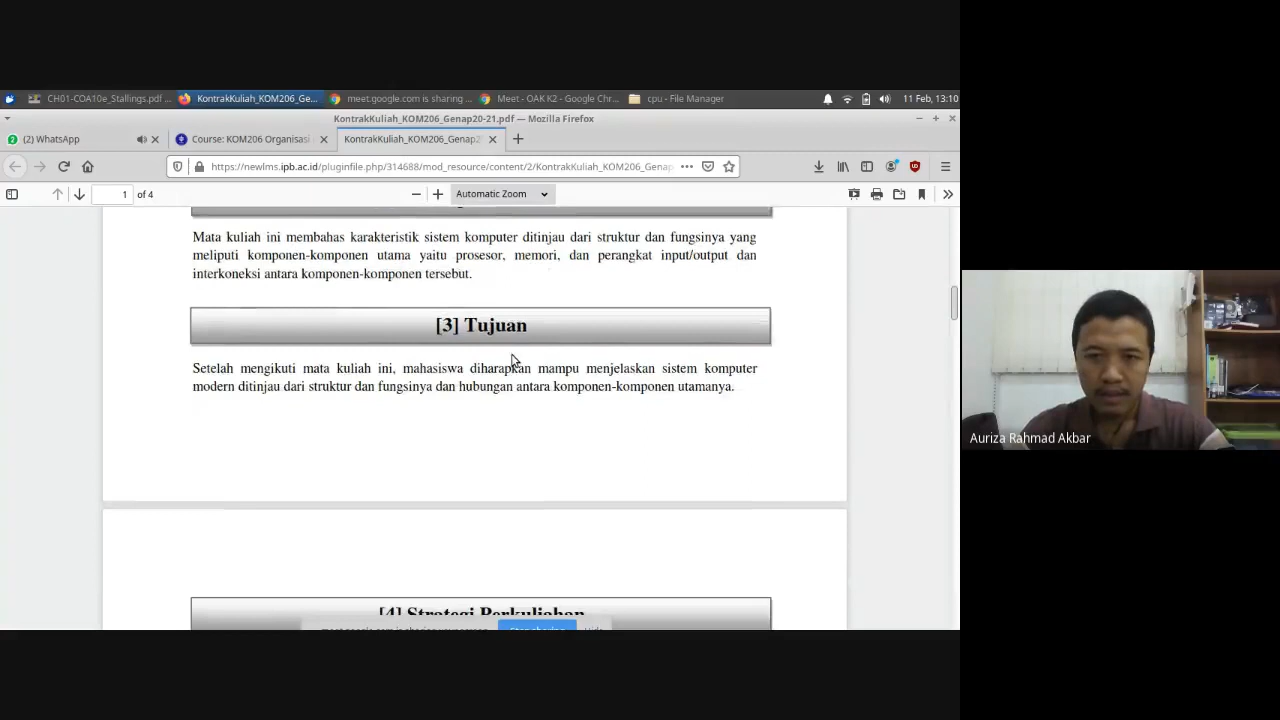 CH01-COA10e_Stallings.pdf ...
KontrakKuliah_KOM206_Ge...
meet.google.com is sharing ...
Meet - OAK K2 - Google Chr...
cpu - File Manager
11 Feb, 13:10
KontrakKuliah_KOM206_Genap20-21.pdf — Mozilla Firefox
(2) WhatsApp
Course: KOM206 Organisasi
KontrakKuliah_KOM206_Genap2
https://newlms.ipb.ac.id/pluginfile.php/314688/mod_resource/content/2/KontrakKuliah_KOM206_Genap
1 of 4
Automatic Zoom
Mata kuliah ini membahas karakteristik sistem komputer ditinjau dari struktur dan fungsinya yang
meliputi komponen-komponen utama yaitu prosesor, memori, dan perangkat input/output dan
interkoneksi antara komponen-komponen tersebut.
[3] Tujuan
Setelah mengikuti mata kuliah ini, mahasiswa diharapkan mampu menjelaskan sistem komputer
modern ditinjau dari struktur dan fungsinya dan hubungan antara komponen-komponen utamanya.
[4] Strategi Perkuliahan
Stop sharing
Hide
Auriza Rahmad Akbar